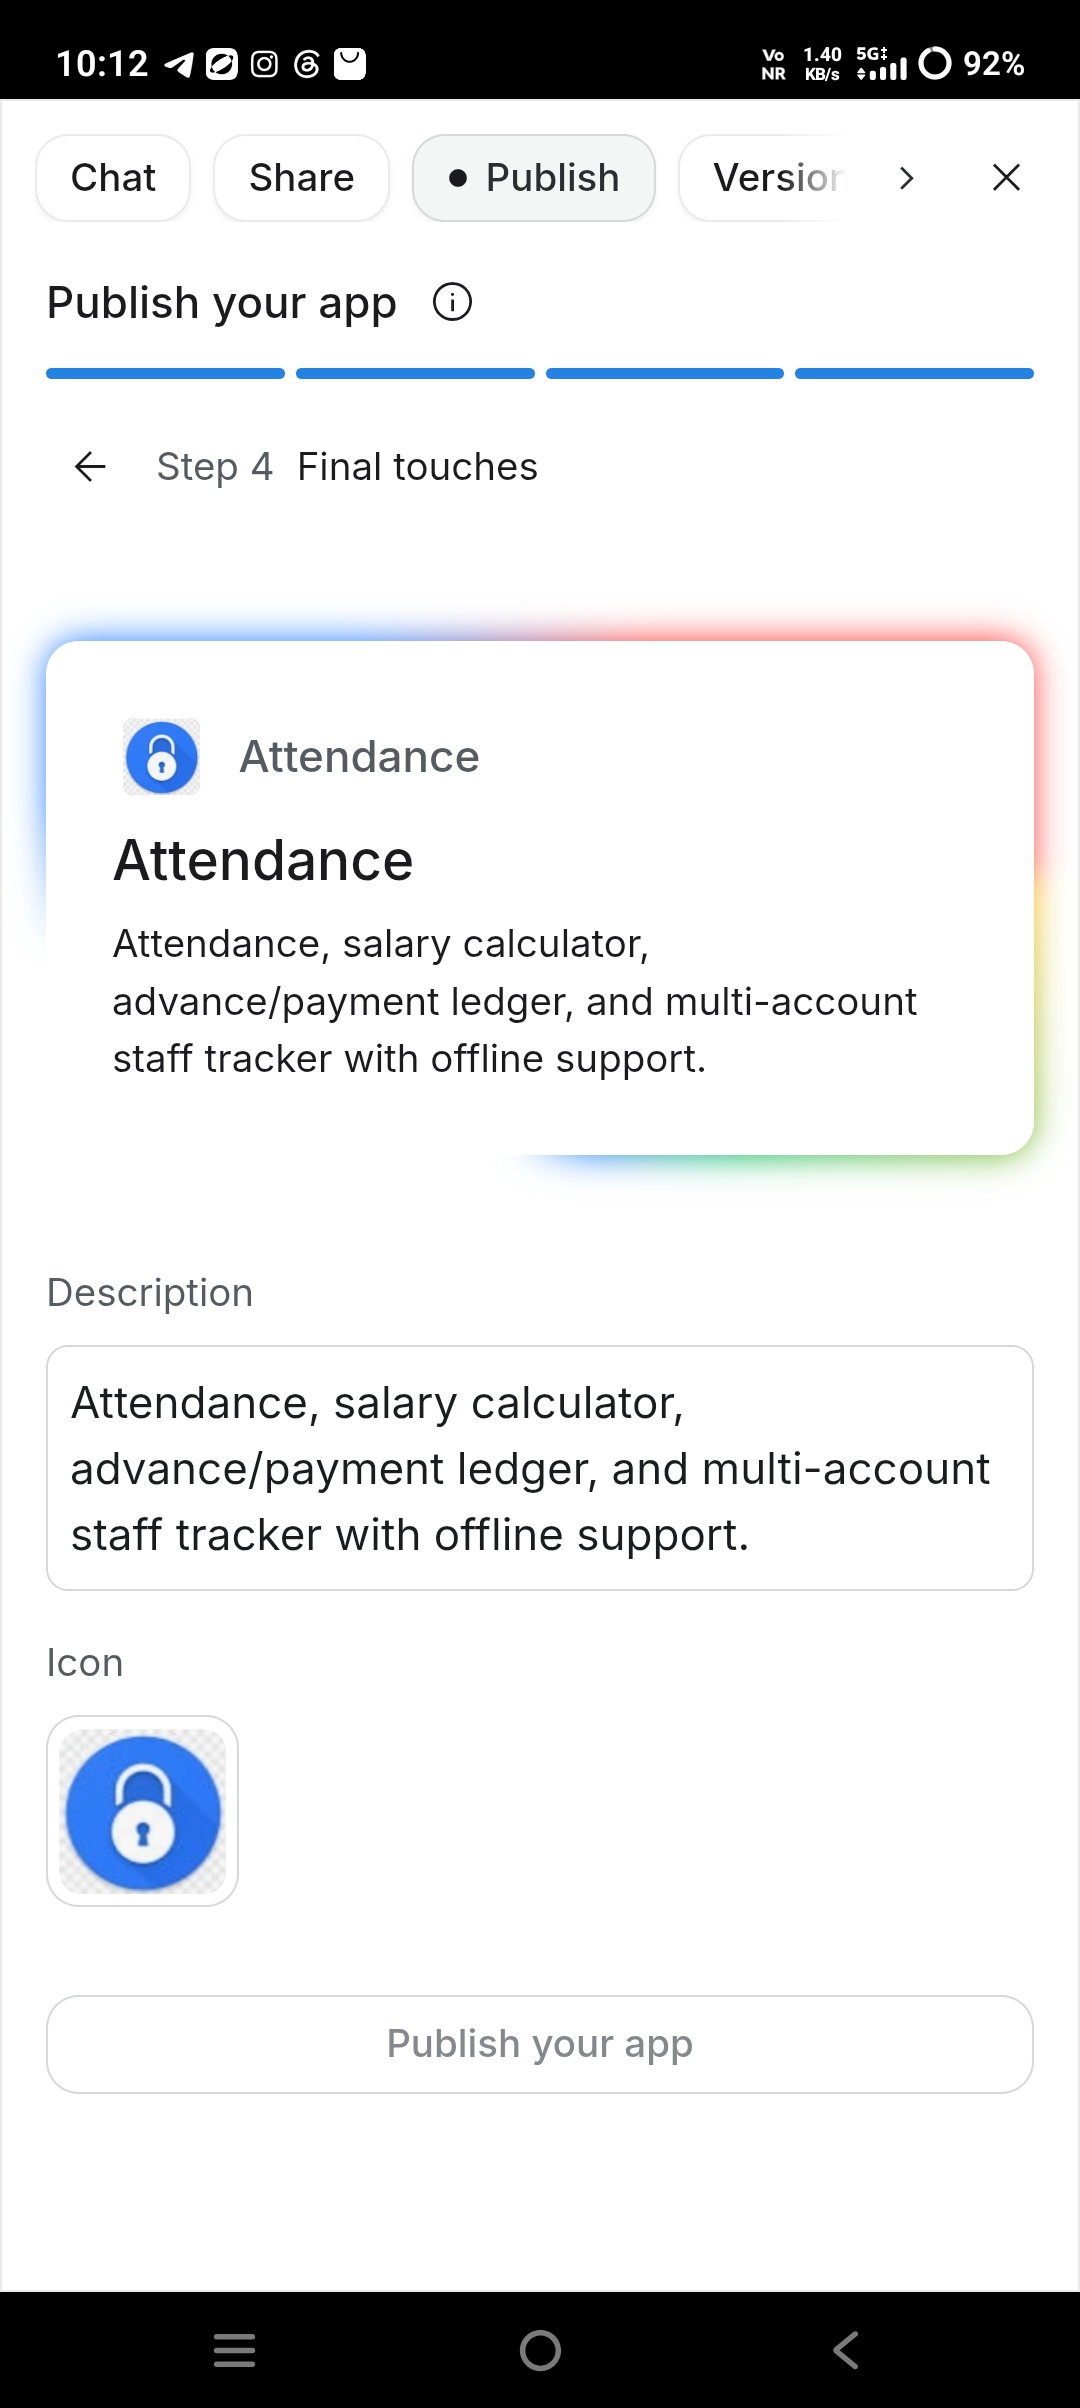 10:12
Vo NR 1.40 KB/s 5G 92%
Chat Share Publish Version
Publish your app
Step 4 Final touches
Attendance
Attendance
Attendance, salary calculator,
advance/payment ledger, and multi-account
staff tracker with offline support.
Description
Attendance, salary calculator,
advance/payment ledger, and multi-account
staff tracker with offline support.
Icon
Publish your app